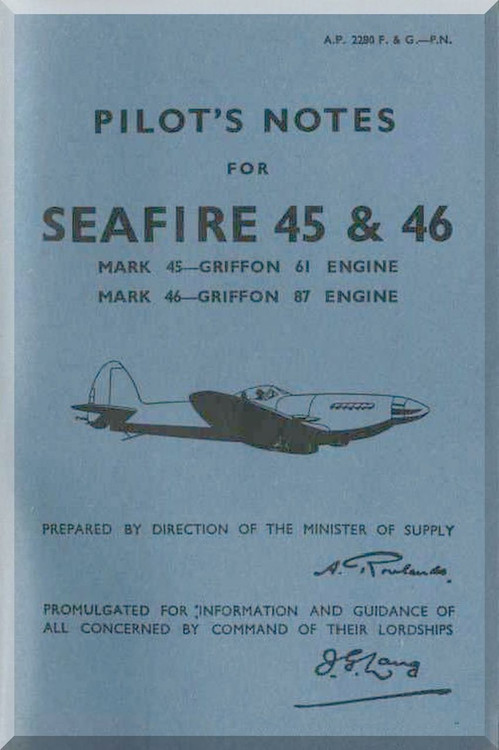 A.P. 2280 F. & G.—P.N.
PILOT'S NOTES
FOR
SEAFIRE 45 & 46
MARK 45—GRIFFON 61 ENGINE
MARK 46—GRIFFON 87 ENGINE
PREPARED BY DIRECTION OF THE MINISTER OF SUPPLY
A. Rowlands.
PROMULGATED FOR INFORMATION AND GUIDANCE OF
ALL CONCERNED BY COMMAND OF THEIR LORDSHIPS
J.G. Lang